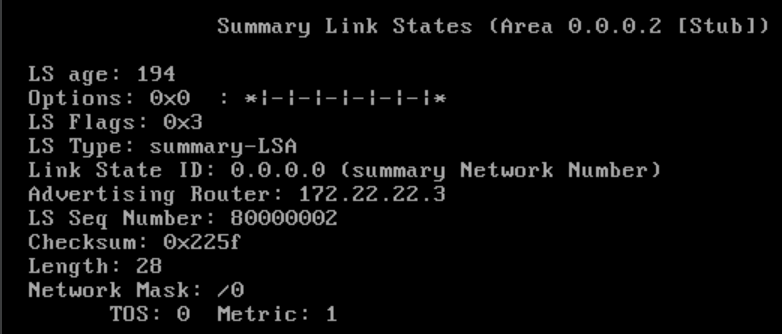 Summary Link States (Area 0.0.0.2 [Stub])
LS age: 194
Options: 0x0  : *|-|-|-|-|-|-|*
LS Flags: 0x3
LS Type: summary-LSA
Link State ID: 0.0.0.0 (summary Network Number)
Advertising Router: 172.22.22.3
LS Seq Number: 80000002
Checksum: 0x225f
Length: 28
Network Mask: /0
TOS: 0  Metric: 1